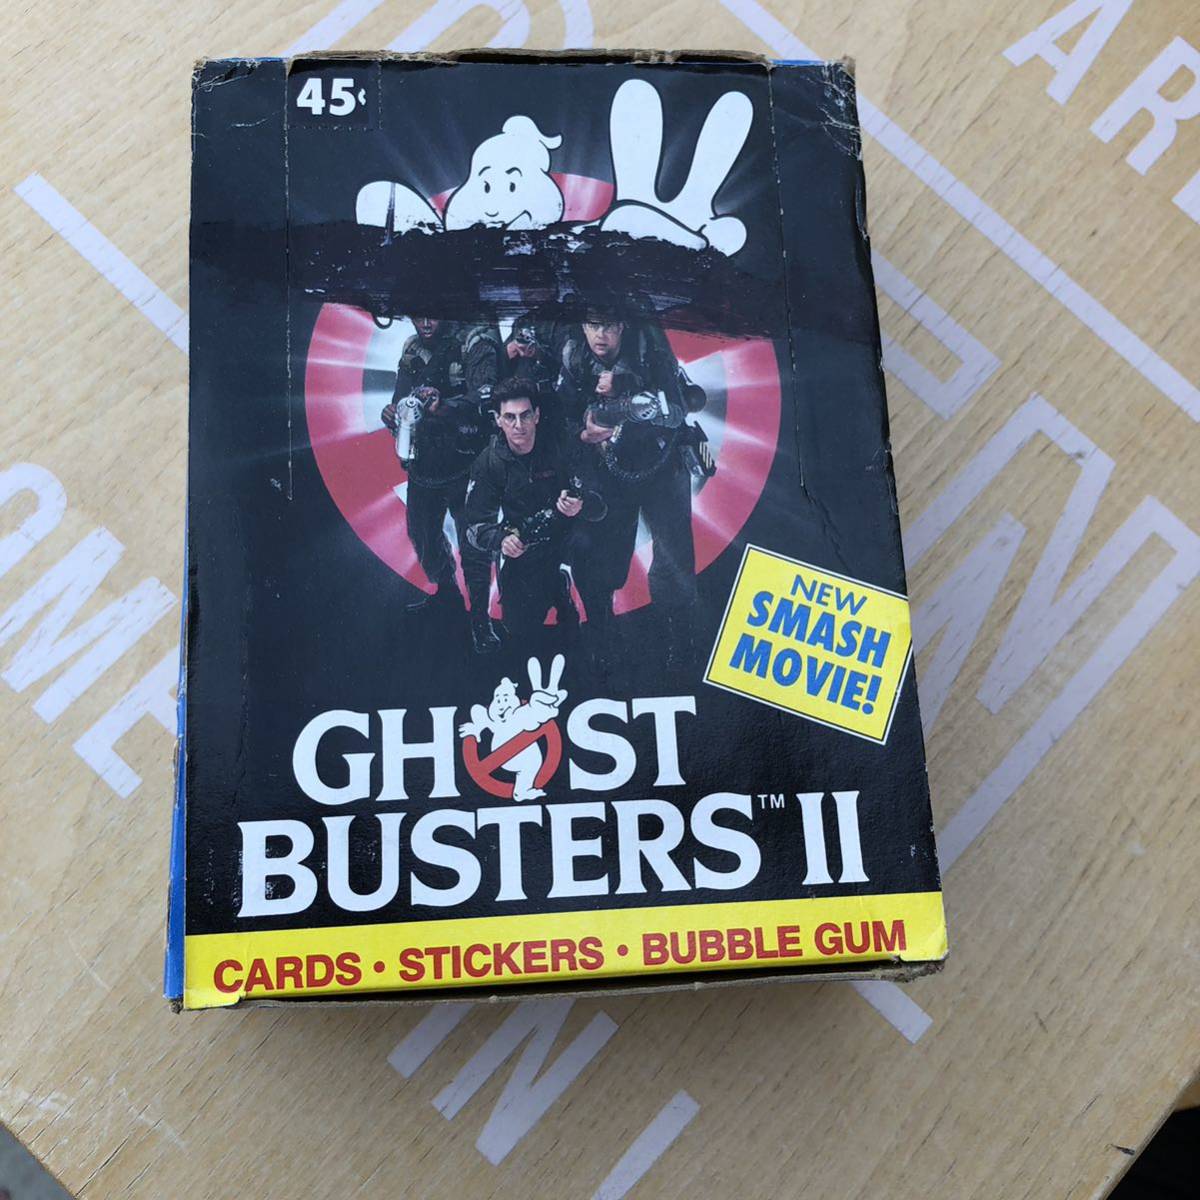 45¢
NEW
SMASH
MOVIE!
GHOST
BUSTERS™ II
CARDS • STICKERS • BUBBLE GUM